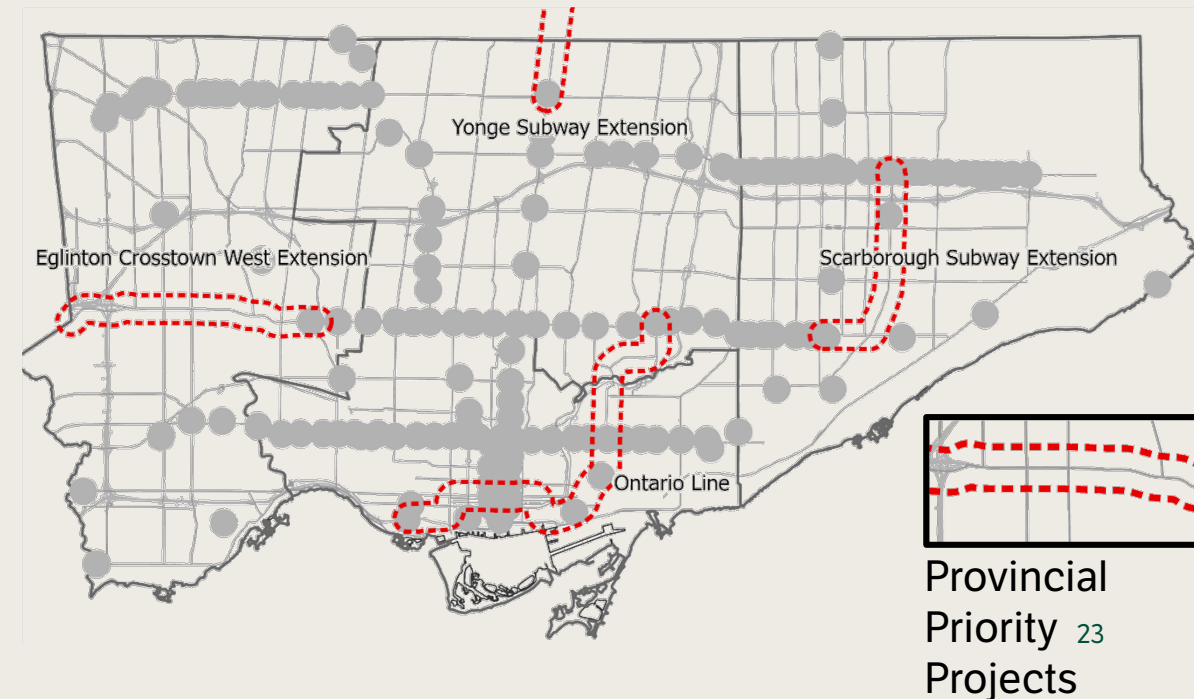 Yonge Subway Extension
Eglinton Crosstown West Extension
Scarborough Subway Extension
Ontario Line
Provincial
Priority 23
Projects